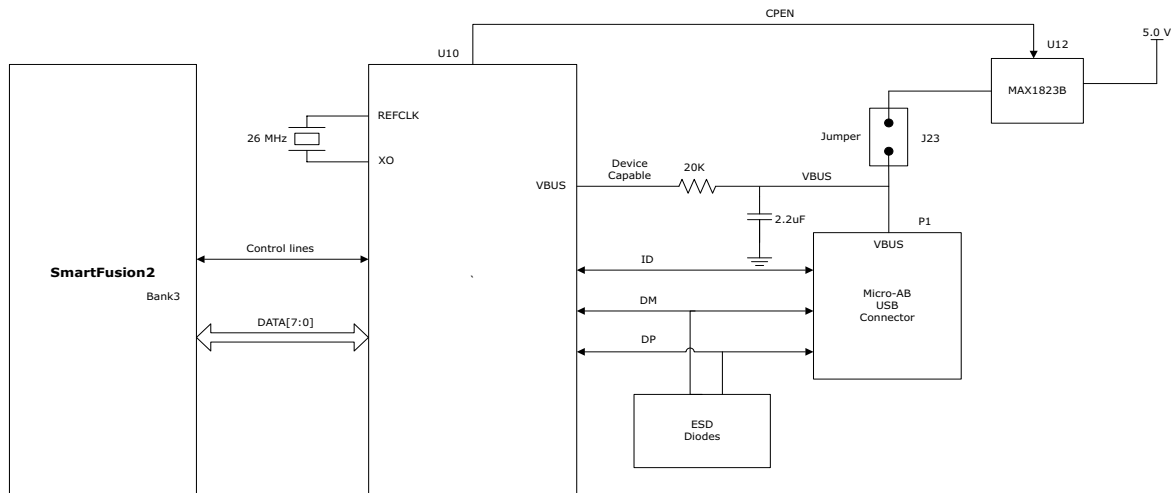 CPEN
5.0 V
U10
U12
MAX1823B
REFCLK
26 MHz
XO
Jumper
J23
Device
Capable
20K
VBUS
VBUS
2.2uF
P1
VBUS
Control lines
SmartFusion2
Bank3
ID
Micro-AB
USB
Connector
DM
DATA[7:0]
DP
ESD
Diodes